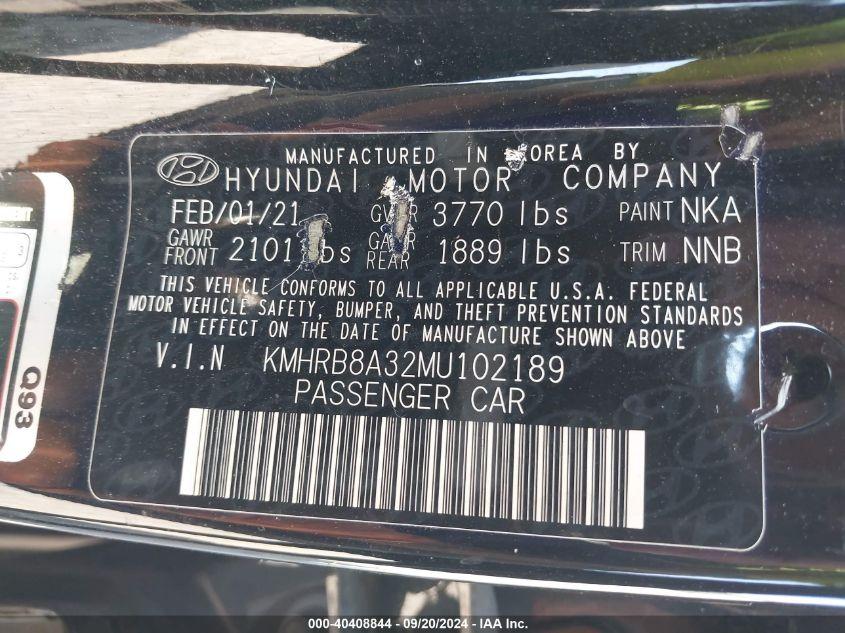 MANUFACTURED IN KOREA BY
HYUNDAI MOTOR COMPANY
FEB/01/21 GVWR 3770 lbs PAINT NKA
GAWR FRONT 2101 lbs GAWR REAR 1889 lbs TRIM NNB
THIS VEHICLE CONFORMS TO ALL APPLICABLE U.S.A. FEDERAL
MOTOR VEHICLE SAFETY, BUMPER, AND THEFT PREVENTION STANDARDS
IN EFFECT ON THE DATE OF MANUFACTURE SHOWN ABOVE
V.I.N KMHRB8A32MU102189
PASSENGER CAR
Q93
000-40408844 - 09/20/2024 - IAAI.com